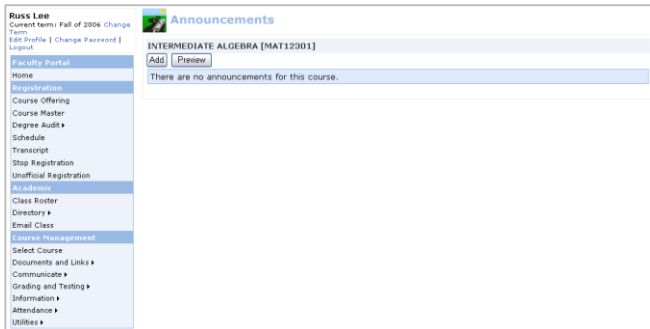 Russ Lee
Current term: Fall of 2006 Change
Term
Edit Profile | Change Password |
Logout
Faculty Portal
Home
Registration
Course Offering
Course Master
Degree Audit
Schedule
Transcript
Stop Registration
Unofficial Registration
Academic
Class Roster
Directory
Email Class
Course Management
Select Course
Documents and Links
Communicate
Grading and Testing
Information
Attendance
Utilities
Announcements
INTERMEDIATE ALGEBRA [MAT12301]
Add Preview
There are no announcements for this course.